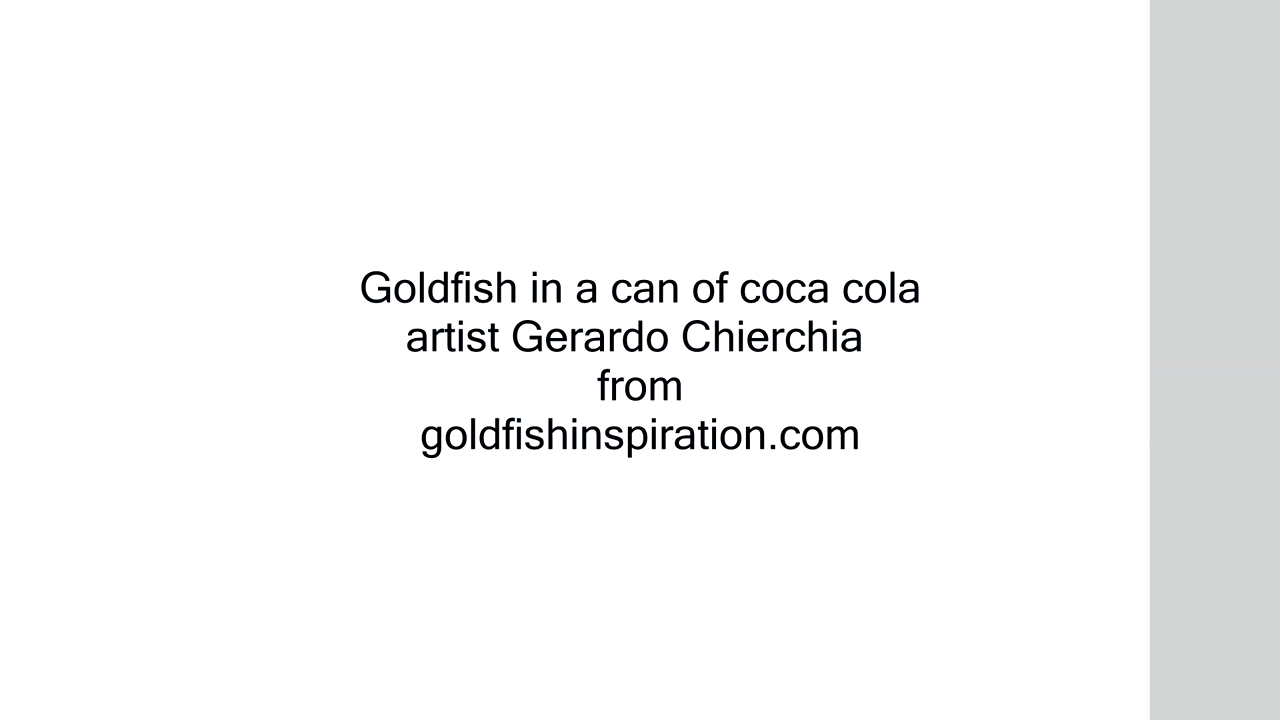 Goldfish in a can of coca cola
artist Gerardo Chierchia
from
goldfishinspiration.com